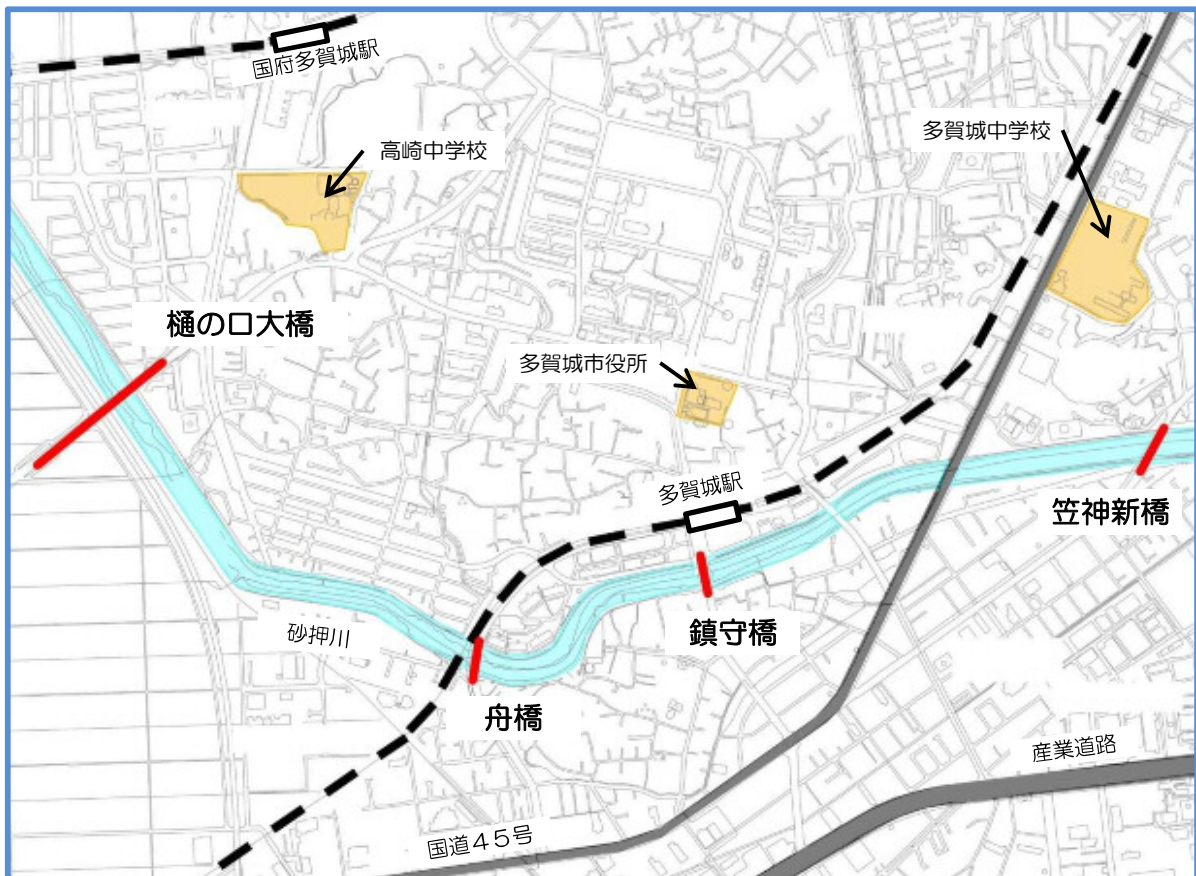 国府多賀城駅
多賀城中学校
高崎中学校
樋の口大橋
多賀城市役所
多賀城駅
笠神新橋
砂押川
鎮守橋
舟橋
産業道路
国道45号